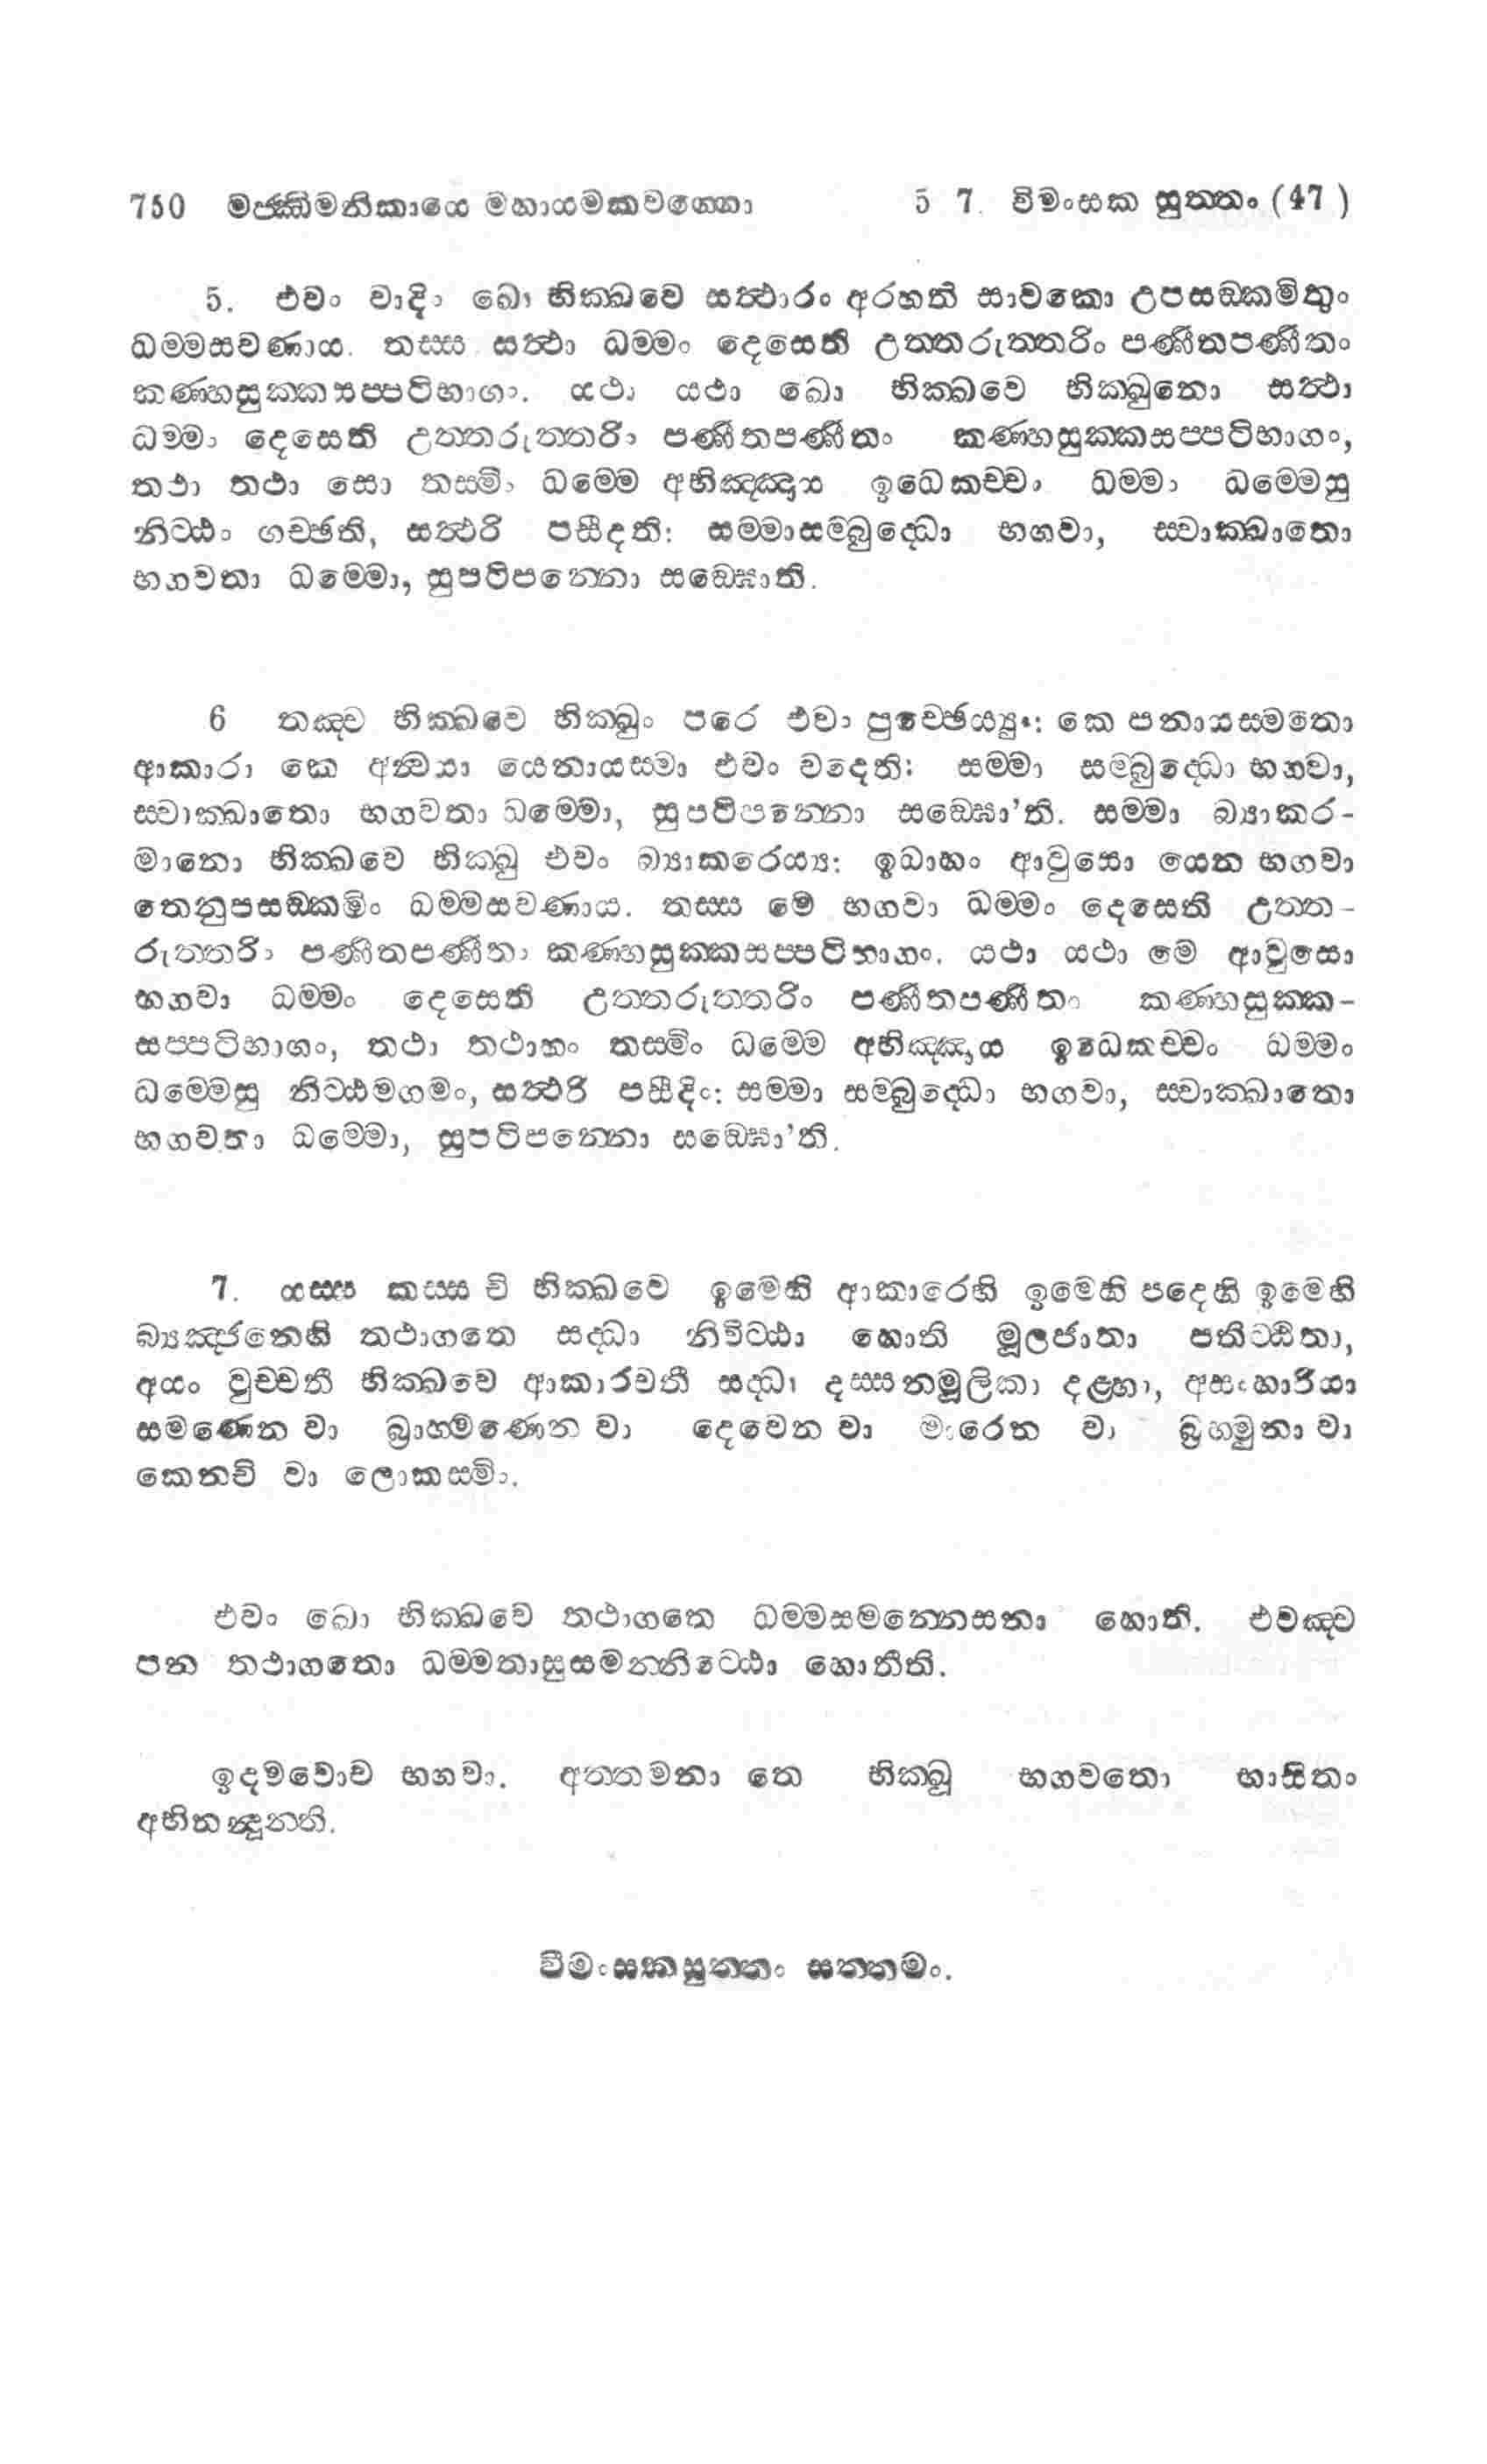 750 මජ්ඣිමනිකායෙ මහායමකවග්ගො 5 7. විමංසක සුත්තං (47)
5. එවං වාදිං ඛො භික්ඛවෙ සත්ථාරං අරහති සාවකො උපසඞ්කමිතුං
ධම්මසවණාය. තස්ස සත්ථා ධම්මං දෙසෙති උත්තරුත්තරිං පණීතපණීතං
කණ්හසුක්කසප්පටිභාගං. යථා යථා ඛො භික්ඛවෙ භික්ඛුනො සත්ථා
ධම්මං දෙසෙති උත්තරුත්තරිං පණීතපණීතං කණ්හසුක්කසප්පටිභාගං,
තථා තථා සො තස්මිං ධම්මෙ අභිඤ්ඤාය ඉධෙකච්චං ධම්මං ධම්මෙසු
නිට්ඨං ගච්ඡති, සත්ථරි පසීදති: සම්මාසම්බුද්ධො භගවා, ස්වාක්ඛාතො
භගවතා ධම්මො, සුපටිපන්නො සඞ්ඝොති.
6 තඤ්ච භික්ඛවෙ භික්ඛුං පරෙ එවං පුච්ඡෙය්‍යුං: කෙ පනායස්මතො
ආකාරා කෙ අන්වයා යෙනායස්මා එවං වදෙති: සම්මා සම්බුද්ධො භගවා,
ස්වාක්ඛාතො භගවතා ධම්මො, සුපටිපන්නො සඞ්ඝො'ති. සම්මා බ්‍යාකර-
මානො භික්ඛවෙ භික්ඛු එවං බ්‍යාකරෙය්‍ය: ඉධාහං ආවුසො යෙන භගවා
තෙනුපසඞ්කමිං ධම්මසවණාය. තස්ස මෙ භගවා ධම්මං දෙසෙති උත්ත-
රුත්තරිං පණීතපණීතං කණ්හසුක්කසප්පටිභාගං. යථා යථා මෙ ආවුසො
භගවා ධම්මං දෙසෙති උත්තරුත්තරිං පණීතපණීතං කණ්හසුක්ක-
සප්පටිභාගං, තථා තථාහං තස්මිං ධම්මෙ අභිඤ්ඤාය ඉධෙකච්චං ධම්මං
ධම්මෙසු නිට්ඨමගමං, සත්ථරි පසීදිං: සම්මා සම්බුද්ධො භගවා, ස්වාක්ඛාතො
භගවතා ධම්මො, සුපටිපන්නො සඞ්ඝො'ති.
7. යස්ස කස්ස චි භික්ඛවෙ ඉමෙහි ආකාරෙහි ඉමෙහි පදෙහි ඉමෙහි
බ්‍යඤ්ජනෙහි තථාගතෙ සද්ධා නිවිට්ඨා හොති මූලජාතා පතිට්ඨිතා,
අයං වුච්චති භික්ඛවෙ ආකාරවතී සද්ධා දස්සනමූලිකා දළ්හා, අසංහාරියා
සමණෙන වා බ්‍රාහ්මණෙන වා දෙවෙන වා මාරෙන වා බ්‍රහ්මුනා වා
කෙනචි වා ලොකස්මිං.
එවං ඛො භික්ඛවෙ තථාගතෙ ධම්මසමන්නෙසනා හොති. එවඤ්ච
පන තථාගතො ධම්මතාසුසමන්නිට්ඨො හොතීති.
ඉදමවොච භගවා. අත්තමනා තෙ භික්ඛූ භගවතො භාසිතං
අභිනන්දූන්ති.
වීමංසකසුත්තං සත්තමං.